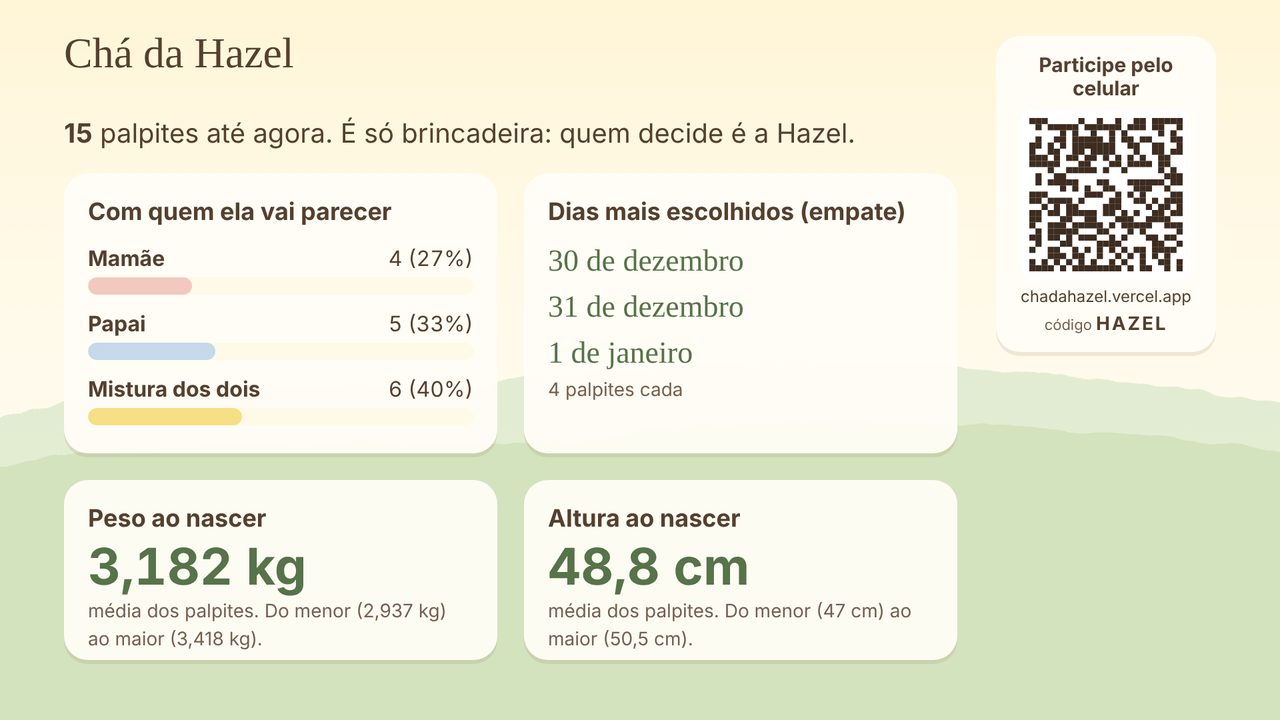 Chá da Hazel
15 palpites até agora. É só brincadeira: quem decide é a Hazel.
Com quem ela vai parecer
Mamãe 4 (27%)
Papai 5 (33%)
Mistura dos dois 6 (40%)
Dias mais escolhidos (empate)
30 de dezembro
31 de dezembro
1 de janeiro
4 palpites cada
Peso ao nascer
3,182 kg
média dos palpites. Do menor (2,937 kg)
ao maior (3,418 kg).
Altura ao nascer
48,8 cm
média dos palpites. Do menor (47 cm) ao
maior (50,5 cm).
Participe pelo
celular
chadahazel.vercel.app
código HAZEL